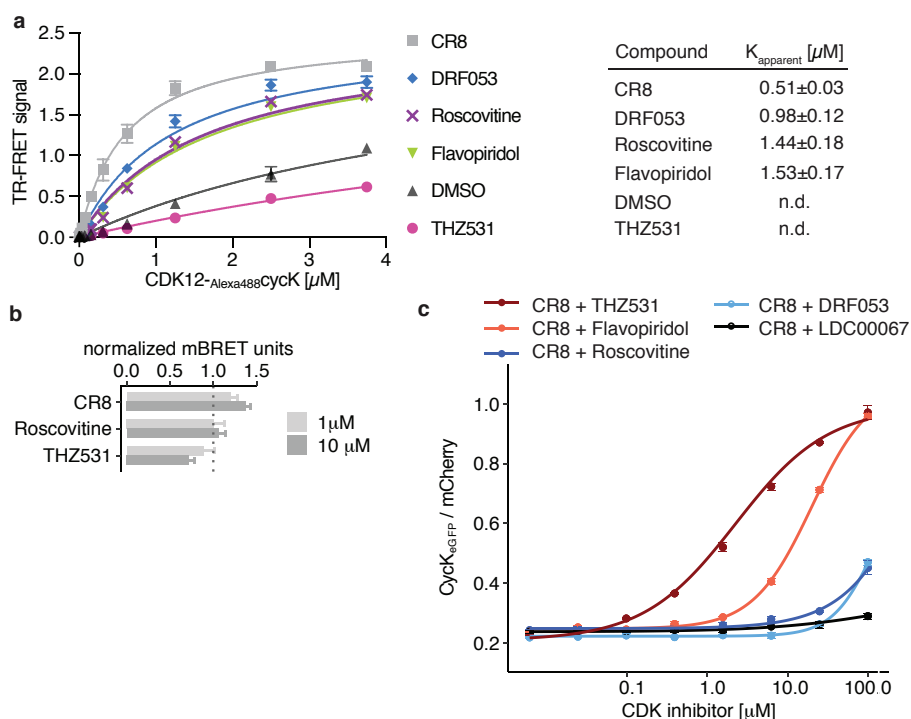 a
TR-FRET signal
2.5
2.0
1.5
1.0
0.5
0.0
0 1 2 3 4
CDK12-Alexa488cycK [µM]
CR8
DRF053
Roscovitine
Flavopiridol
DMSO
THZ531
Compound Kapparent [µM]
CR8 0.51±0.03
DRF053 0.98±0.12
Roscovitine 1.44±0.18
Flavopiridol 1.53±0.17
DMSO n.d.
THZ531 n.d.
b
normalized mBRET units
0.0 0.5 1.0 1.5
CR8
Roscovitine
THZ531
1µM
10 µM
c
CR8 + THZ531
CR8 + Flavopiridol
CR8 + Roscovitine
CR8 + DRF053
CR8 + LDC00067
CycKeGFP / mCherry
1.0
0.8
0.6
0.4
0.2
0.1 1.0 10.0 100.0
CDK inhibitor [µM]